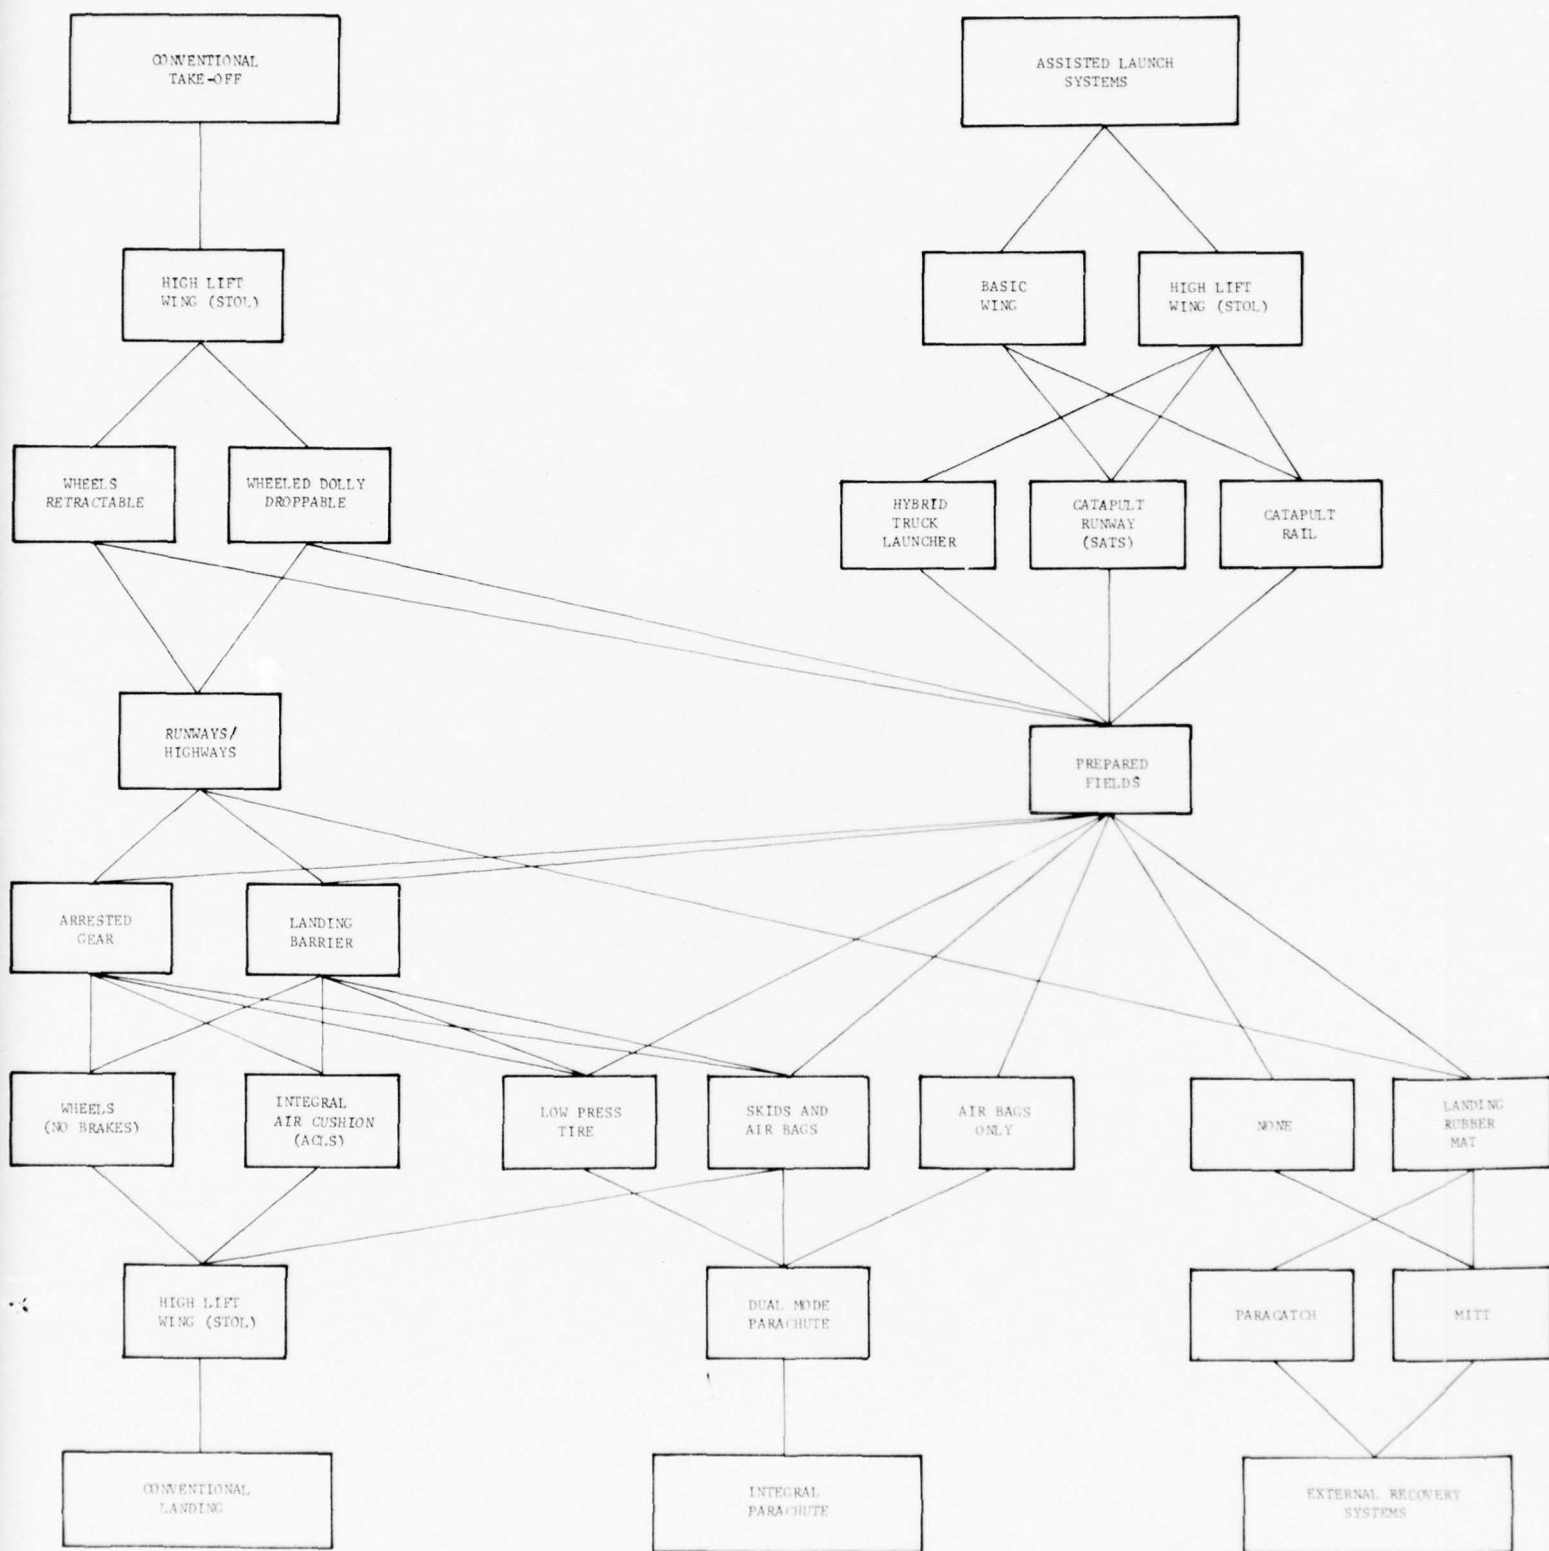 CONVENTIONAL
TAKE-OFF
ASSISTED LAUNCH
SYSTEMS
HIGH LIFT
WING (STOL)
BASIC
WING
HIGH LIFT
WING (STOL)
WHEELS
RETRACTABLE
WHEELED DOLLY
DROPPABLE
HYBRID
TRUCK
LAUNCHER
CATAPULT
RUNWAY
(SATS)
CATAPULT
RAIL
RUNWAYS/
HIGHWAYS
PREPARED
FIELDS
ARRESTED
GEAR
LANDING
BARRIER
WHEELS
(NO BRAKES)
INTEGRAL
AIR CUSHION
(ACLS)
LOW PRESS
TIRE
SKIDS AND
AIR BAGS
AIR BAGS
ONLY
NONE
LANDING
RUBBER
MAT
HIGH LIFT
WING (STOL)
DUAL MODE
PARACHUTE
PARACATCH
MITT
CONVENTIONAL
LANDING
INTEGRAL
PARACHUTE
EXTERNAL RECOVERY
SYSTEMS